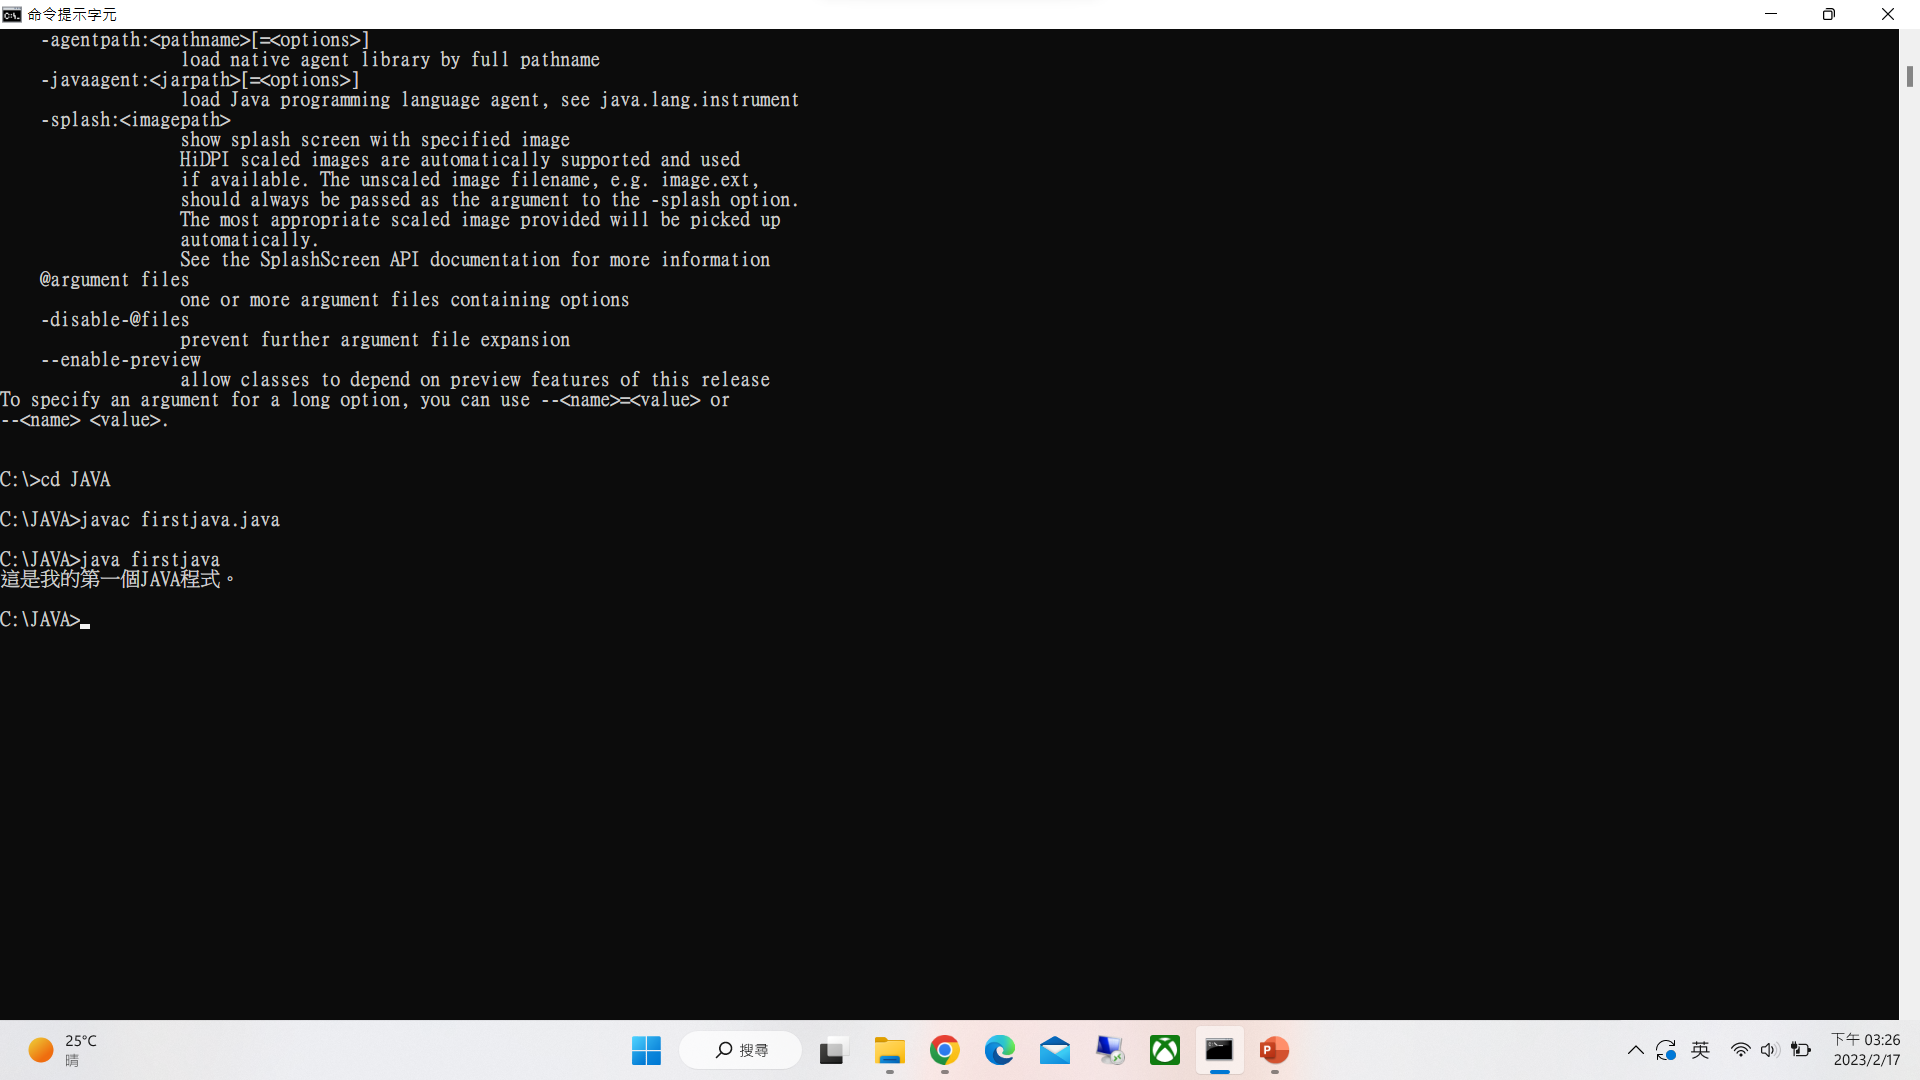 命令提示字元
-agentpath:<pathname>[=<options>]
load native agent library by full pathname
-javaagent:<jarpath>[=<options>]
load Java programming language agent, see java.lang.instrument
-splash:<imagepath>
show splash screen with specified image
HiDPI scaled images are automatically supported and used
if available. The unscaled image filename, e.g. image.ext,
should always be passed as the argument to the -splash option.
The most appropriate scaled image provided will be picked up
automatically.
See the SplashScreen API documentation for more information
@argument files
one or more argument files containing options
-disable-@files
prevent further argument file expansion
--enable-preview
allow classes to depend on preview features of this release
To specify an argument for a long option, you can use --<name>=<value> or
--<name> <value>.
C:\>cd JAVA
C:\JAVA>javac firstjava.java
C:\JAVA>java firstjava
這是我的第一個JAVA程式。
C:\JAVA>
25°C
晴
搜尋
英
下午 03:26
2023/2/17